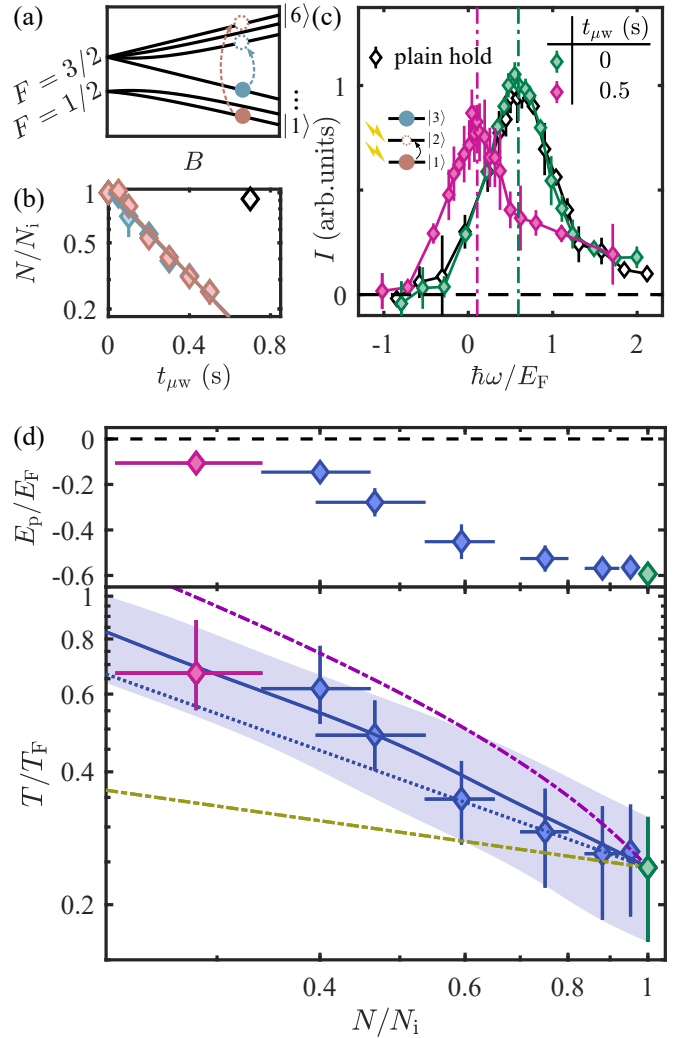 (a)
F = 3/2
F = 1/2
|6⟩
⋮
|1⟩
B
(b)
N/N_i
1
0.5
0.2
0
0.4
0.8
t_μw (s)
(c)
plain hold
t_μw (s)
0
0.5
|3⟩
|2⟩
|1⟩
I (arb.units)
1
0
-1
0
1
2
ħω/E_F
(d)
E_p/E_F
0
-0.2
-0.4
-0.6
T/T_F
1
0.8
0.6
0.4
0.2
0.4
0.6
0.8
1
N/N_i